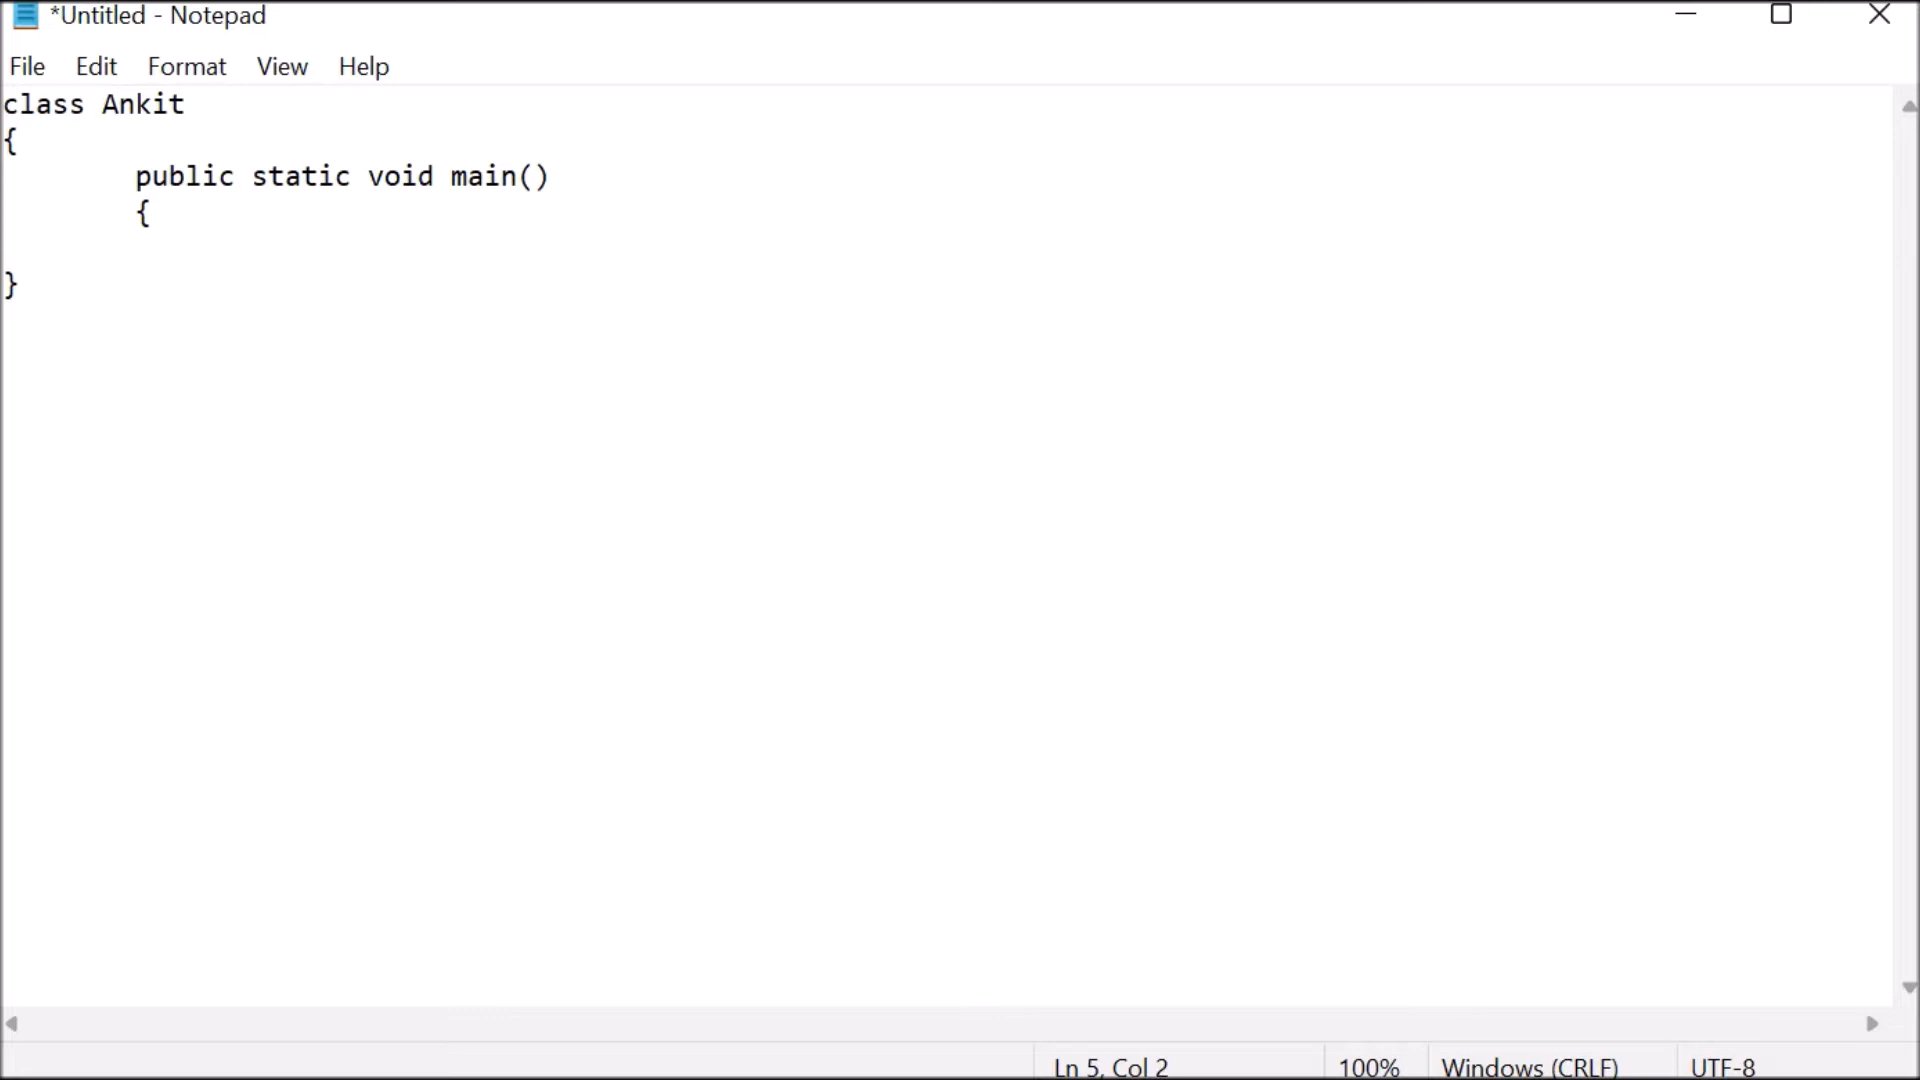 *Untitled - Notepad
File Edit Format View Help
class Ankit
{
        public static void main()
        {

}
Ln 5, Col 2 100% Windows (CRLF) UTF-8